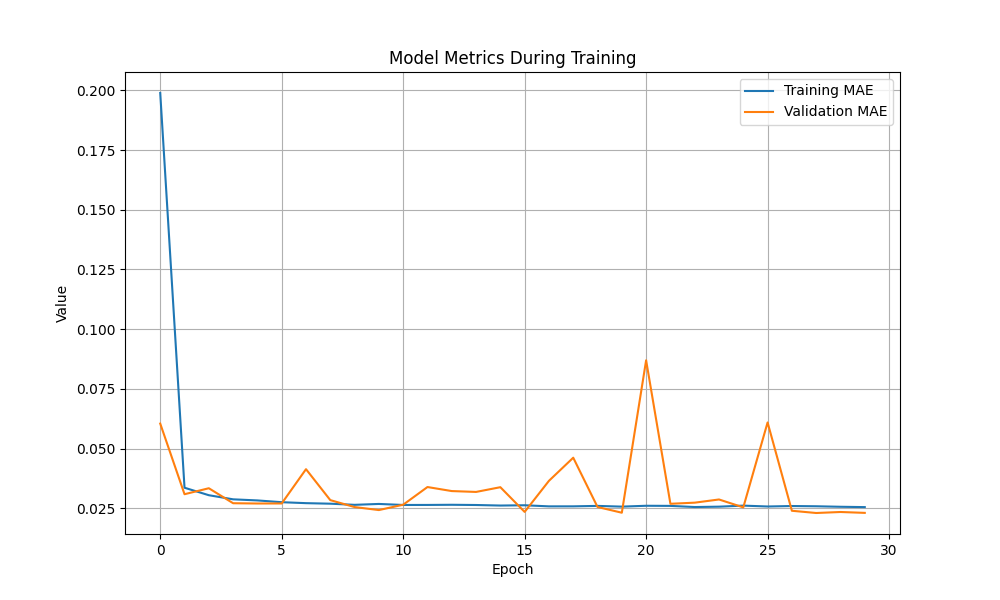 Model Metrics During Training
Training MAE
Validation MAE
0.200
0.175
0.150
0.125
0.100
0.075
0.050
0.025
Value
0 5 10 15 20 25 30
Epoch